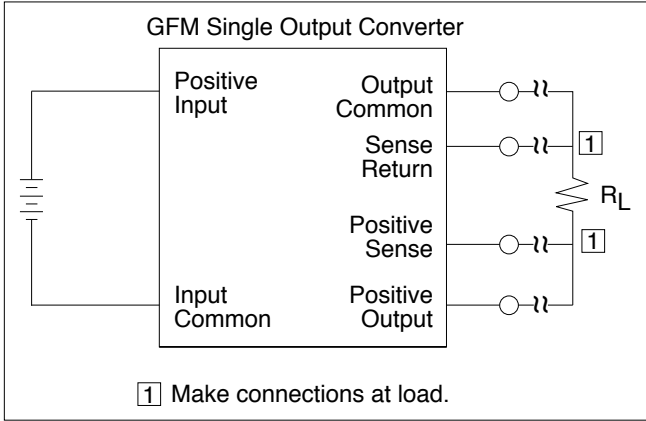 GFM Single Output Converter
Positive
Input
Output
Common
Sense
Return
1
RL
Positive
Sense
1
Input
Common
Positive
Output
1 Make connections at load.